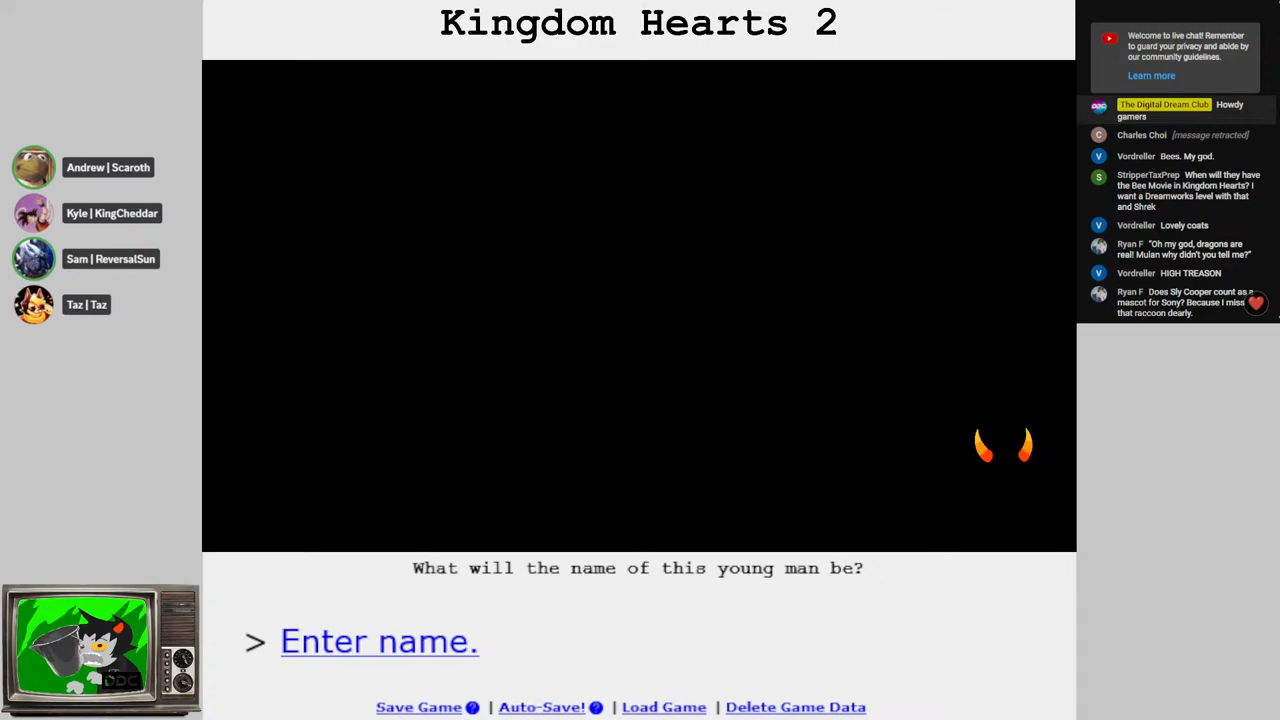 Kingdom Hearts 2
Andrew | Scaroth
Kyle | KingCheddar
Sam | ReversalSun
Taz | Taz
Welcome to live chat! Remember
to guard your privacy and abide by
our community guidelines.
Learn more
The Digital Dream Club Howdy
gamers
C Charles Choi [message retracted]
V Vordreller Bees. My god.
S StripperTaxPrep When will they have
the Bee Movie in Kingdom Hearts? I
want a Dreamworks level with that
and Shrek
V Vordreller Lovely coats
Ryan F "Oh my god, dragons are
real! Mulan why didn't you tell me?"
V Vordreller HIGH TREASON
Ryan F Does Sly Cooper count as a
mascot for Sony? Because I miss
that raccoon dearly.
What will the name of this young man be?
> Enter name.
DDC
Save Game ? | Auto-Save! ? | Load Game | Delete Game Data